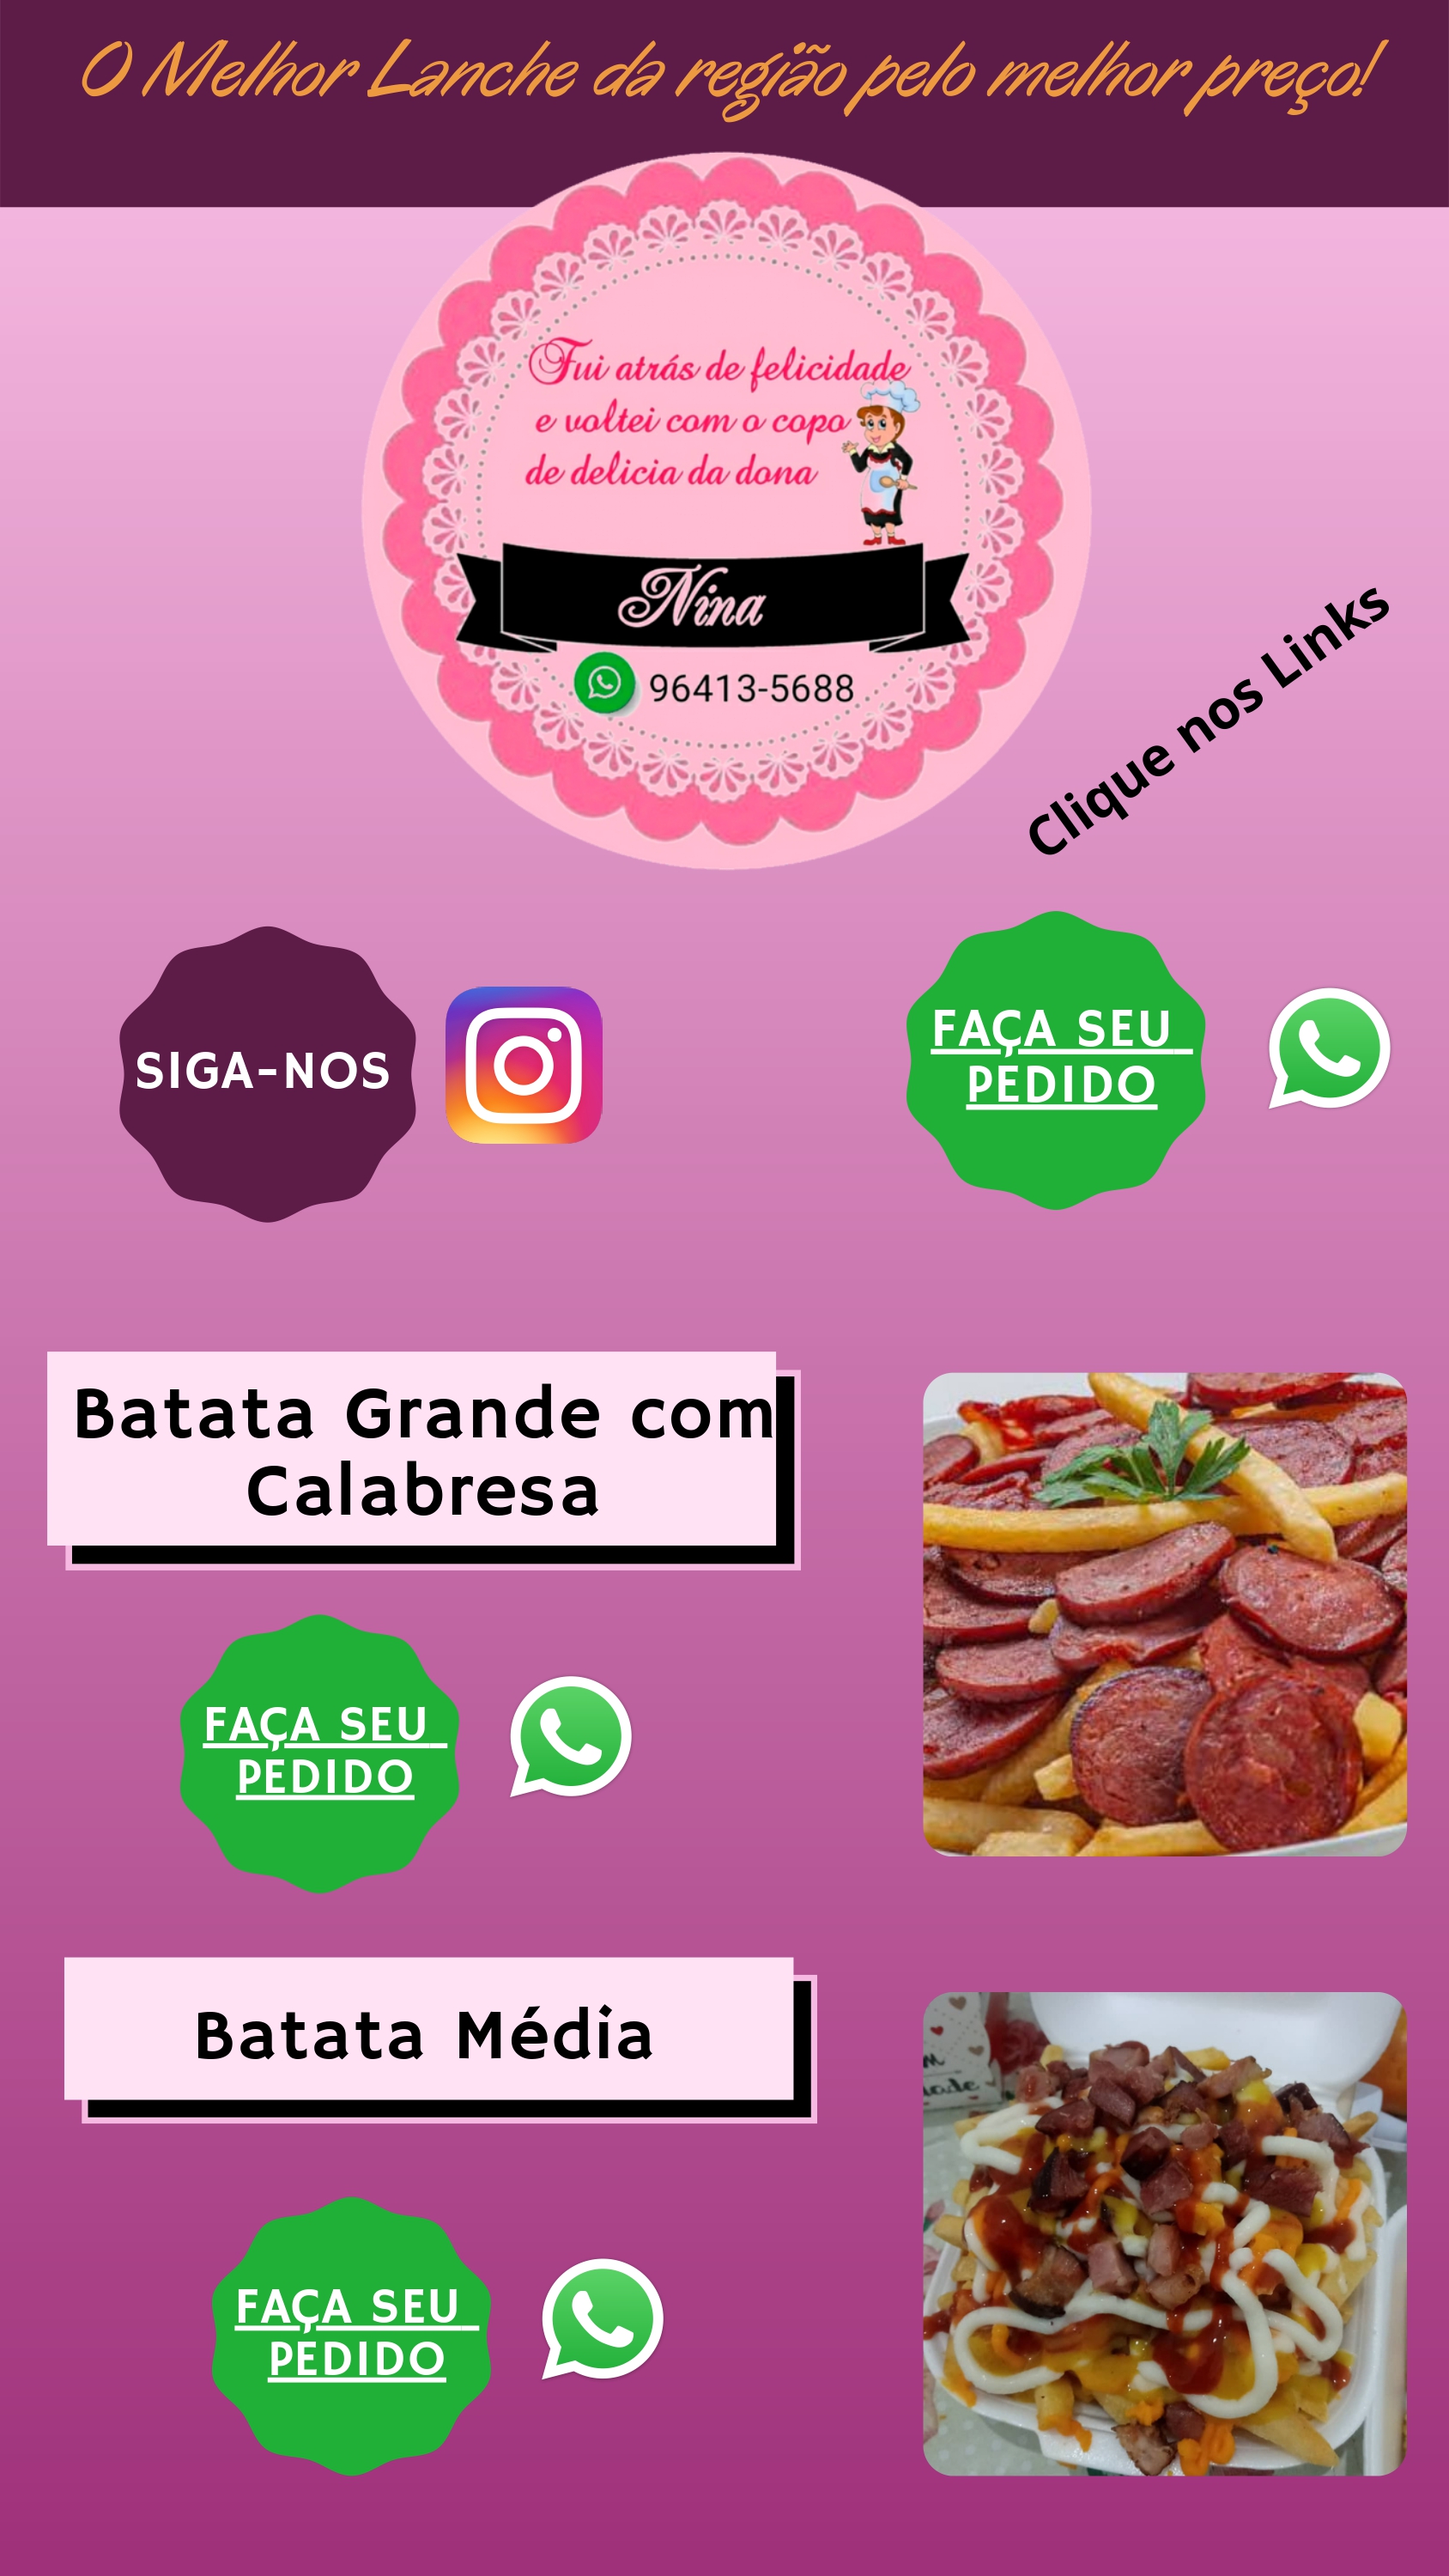 O Melhor Lanche da região pelo melhor preço!
Fui atrás de felicidade
e voltei com o copo
de delicia da dona
Nina
96413-5688
Clique nos Links
SIGA-NOS
FAÇA SEU
PEDIDO
Batata Grande com
Calabresa
FAÇA SEU
PEDIDO
Batata Média
FAÇA SEU
PEDIDO